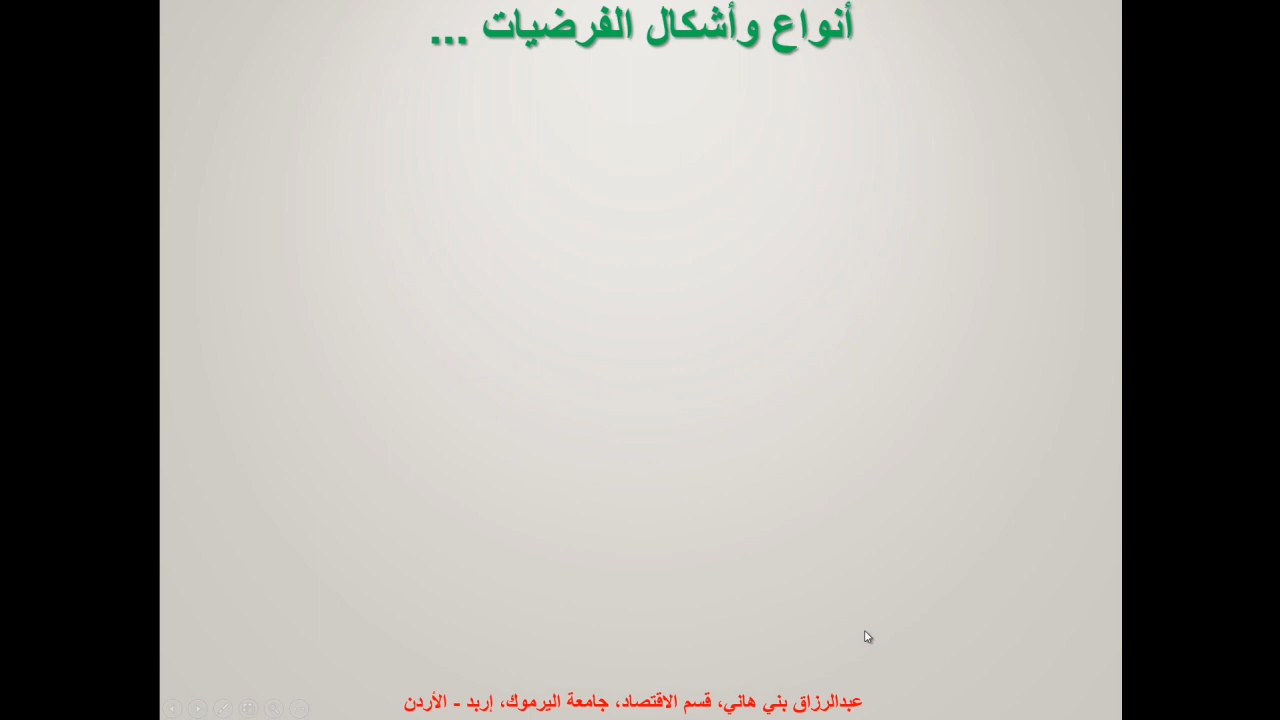 أنواع وأشكال الفرضيات ...
عبدالرزاق بني هاني، قسم الاقتصاد، جامعة اليرموك، إربد - الأردن